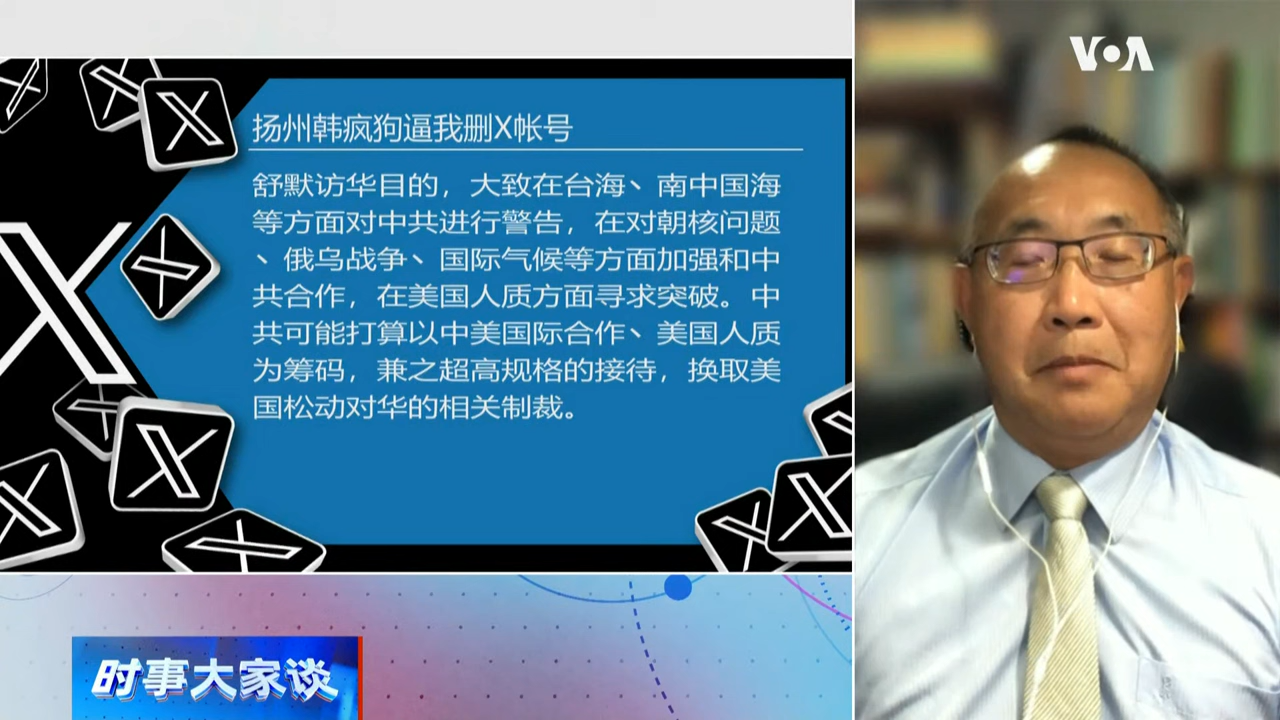 扬州韩疯狗逼我删X帐号
舒默访华目的，大致在台海、南中国海
等方面对中共进行警告，在对朝核问题
、俄乌战争、国际气候等方面加强和中
共合作，在美国人质方面寻求突破。中
共可能打算以中美国际合作、美国人质
为筹码，兼之超高规格的接待，换取美
国松动对华的相关制裁。
时事大家谈
VOA